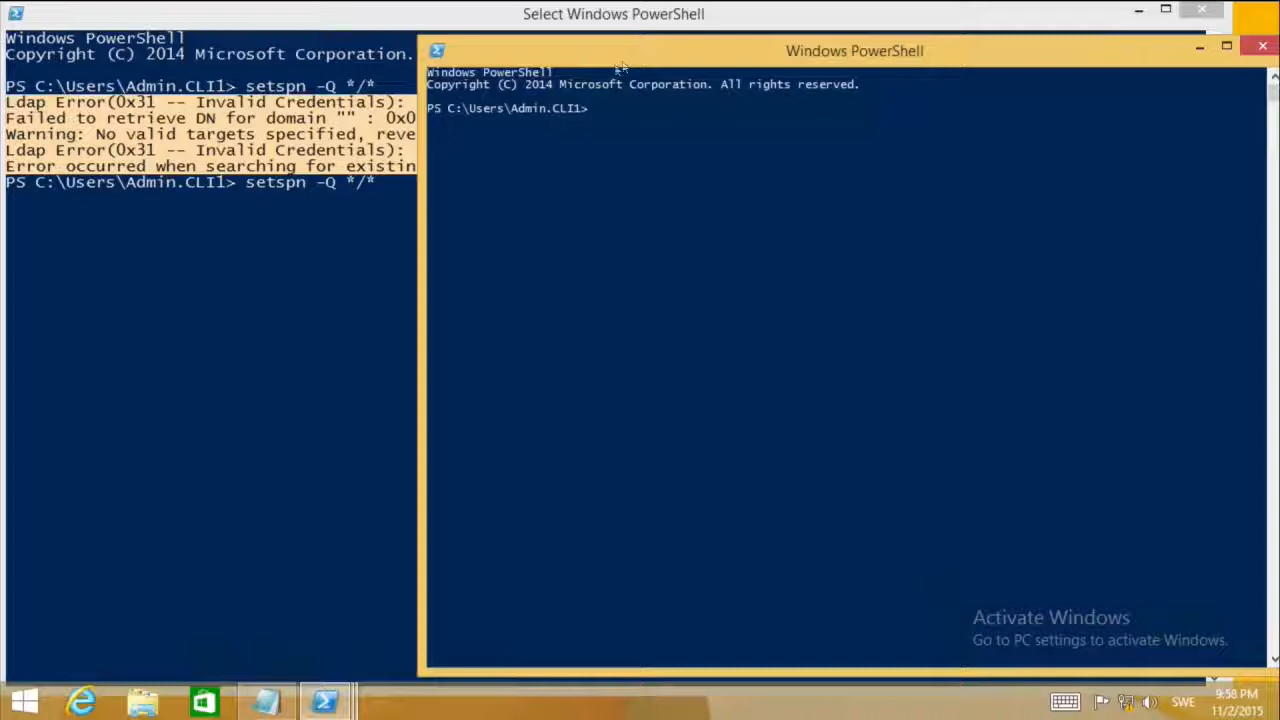 Select Windows PowerShell
Windows PowerShell
Copyright (C) 2014 Microsoft Corporation.
PS C:\Users\Admin.CLI1> setspn -Q */*
Ldap Error(0x31 -- Invalid Credentials):
Failed to retrieve DN for domain "" : 0x0
Warning: No valid targets specified, reve
Ldap Error(0x31 -- Invalid Credentials):
Error occurred when searching for existin
PS C:\Users\Admin.CLI1> setspn -Q */*
Windows PowerShell
Windows PowerShell
Copyright (C) 2014 Microsoft Corporation. All rights reserved.
PS C:\Users\Admin.CLI1>
Activate Windows
Go to PC settings to activate Windows.
SWE
9:58 PM
11/2/2015